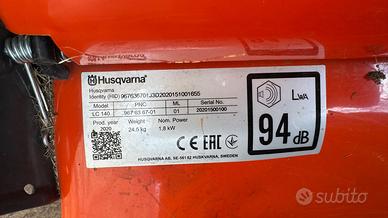 Husqvarna
Husqvarna
Identity (HID) 967636701J3D2020151001655
Model PNC ML Serial No.
LC 140 967 63 67-01 01 20201500100
Prod. year Weight Nom. Power
2020 24.5 kg 1.8 kW
HUSQVARNA AB, SE-561 82 HUSKVARNA, SWEDEN
LWA
94 dB
subito